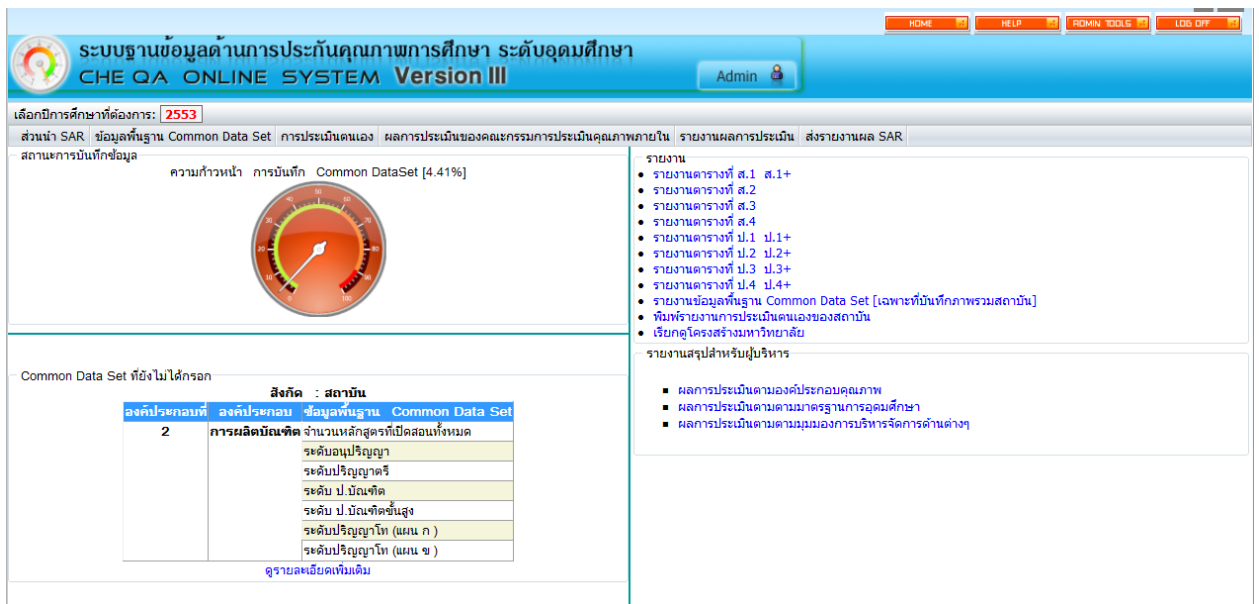 HOME
HELP
ADMIN TOOLS
LOG OFF
ระบบฐานข้อมูลด้านการประกันคุณภาพการศึกษา ระดับอุดมศึกษา
CHE QA ONLINE SYSTEM Version III
Admin
เลือกปีการศึกษาที่ต้องการ: 2553
ส่วนนำ SAR ข้อมูลพื้นฐาน Common Data Set การประเมินตนเอง ผลการประเมินของคณะกรรมการประเมินคุณภาพภายใน รายงานผลการประเมิน ส่งรายงานผล SAR
สถานะการบันทึกข้อมูล
ความก้าวหน้า การบันทึก Common DataSet [4.41%]
0
10
20
30
40
50
60
70
80
90
100
Common Data Set ที่ยังไม่ได้กรอก
สังกัด : สถาบัน
องค์ประกอบที่ องค์ประกอบ ข้อมูลพื้นฐาน Common Data Set
2 การผลิตบัณฑิต จำนวนหลักสูตรที่เปิดสอนทั้งหมด
ระดับอนุปริญญา
ระดับปริญญาตรี
ระดับ ป.บัณฑิต
ระดับ ป.บัณฑิตขั้นสูง
ระดับปริญญาโท (แผน ก )
ระดับปริญญาโท (แผน ข )
ดูรายละเอียดเพิ่มเติม
รายงาน
รายงานตารางที่ ส.1 ส.1+
รายงานตารางที่ ส.2
รายงานตารางที่ ส.3
รายงานตารางที่ ส.4
รายงานตารางที่ ป.1 ป.1+
รายงานตารางที่ ป.2 ป.2+
รายงานตารางที่ ป.3 ป.3+
รายงานตารางที่ ป.4 ป.4+
รายงานข้อมูลพื้นฐาน Common Data Set [เฉพาะที่บันทึกภาพรวมสถาบัน]
พิมพ์รายงานการประเมินตนเองของสถาบัน
เรียกดูโครงสร้างมหาวิทยาลัย
รายงานสรุปสำหรับผู้บริหาร
ผลการประเมินตามองค์ประกอบคุณภาพ
ผลการประเมินตามตามมาตรฐานการอุดมศึกษา
ผลการประเมินตามตามมุมมองการบริหารจัดการด้านต่างๆ